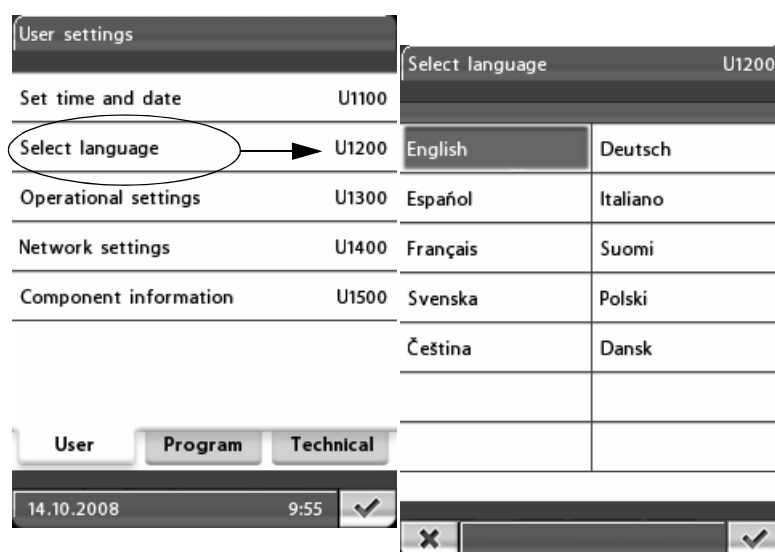 User settings
Set time and date U1100
Select language U1200
Operational settings U1300
Network settings U1400
Component information U1500
User Program Technical
14.10.2008 9:55
Select language U1200
English Deutsch
Español Italiano
Français Suomi
Svenska Polski
Čeština Dansk